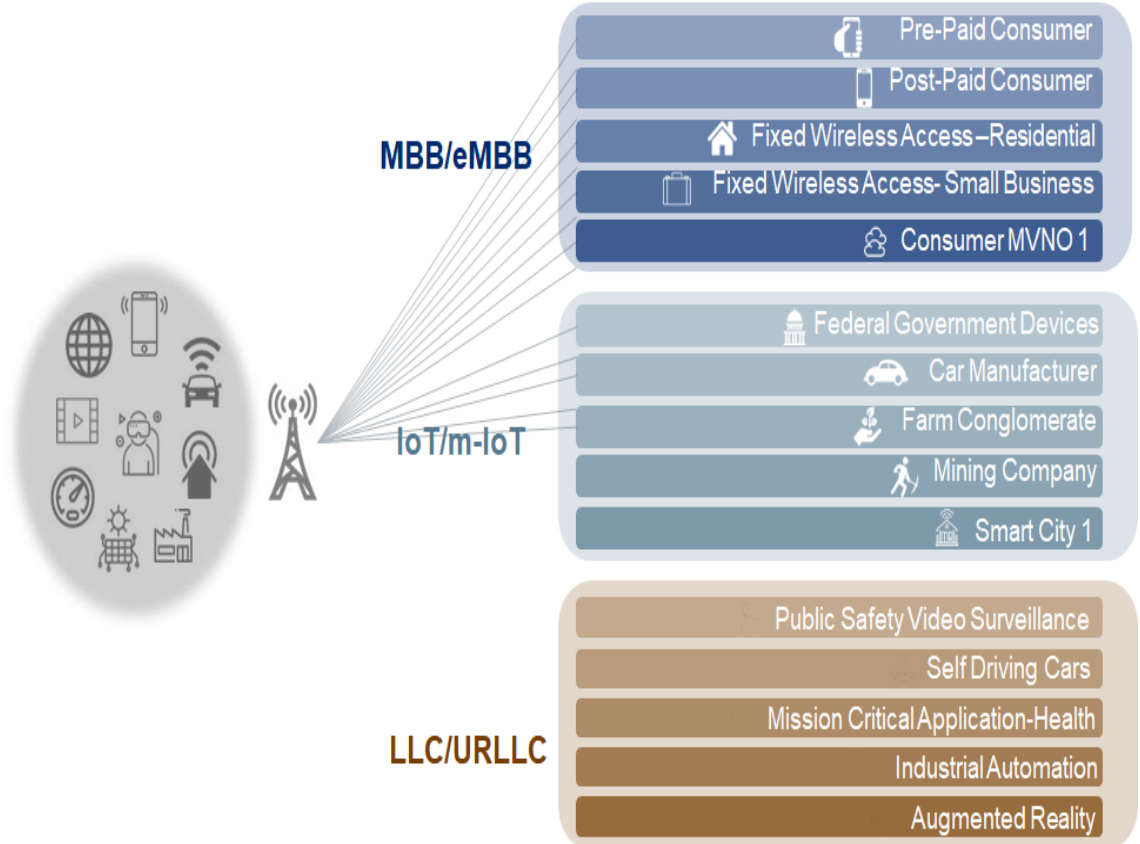 Pre-Paid Consumer
Post-Paid Consumer
MBB/eMBB
Fixed Wireless Access –Residential
Fixed Wireless Access- Small Business
Consumer MVNO 1
Federal Government Devices
Car Manufacturer
IoT/m-IoT
Farm Conglomerate
Mining Company
Smart City 1
Public Safety Video Surveillance
Self Driving Cars
LLC/URLLC
Mission Critical Application-Health
Industrial Automation
Augmented Reality